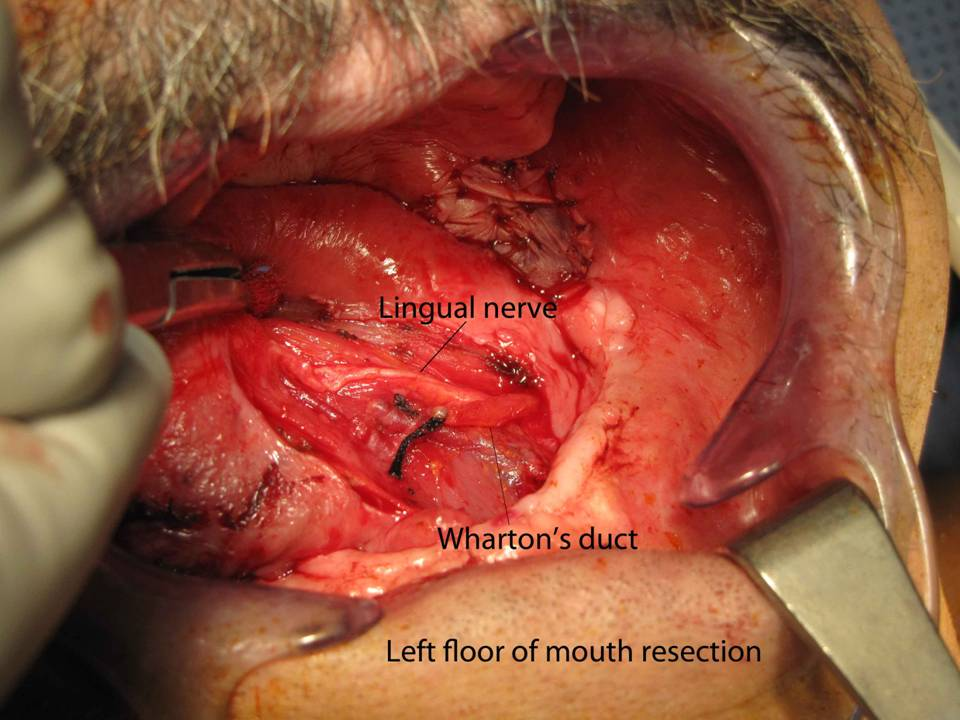 Lingual nerve
Wharton’s duct
Left floor of mouth resection